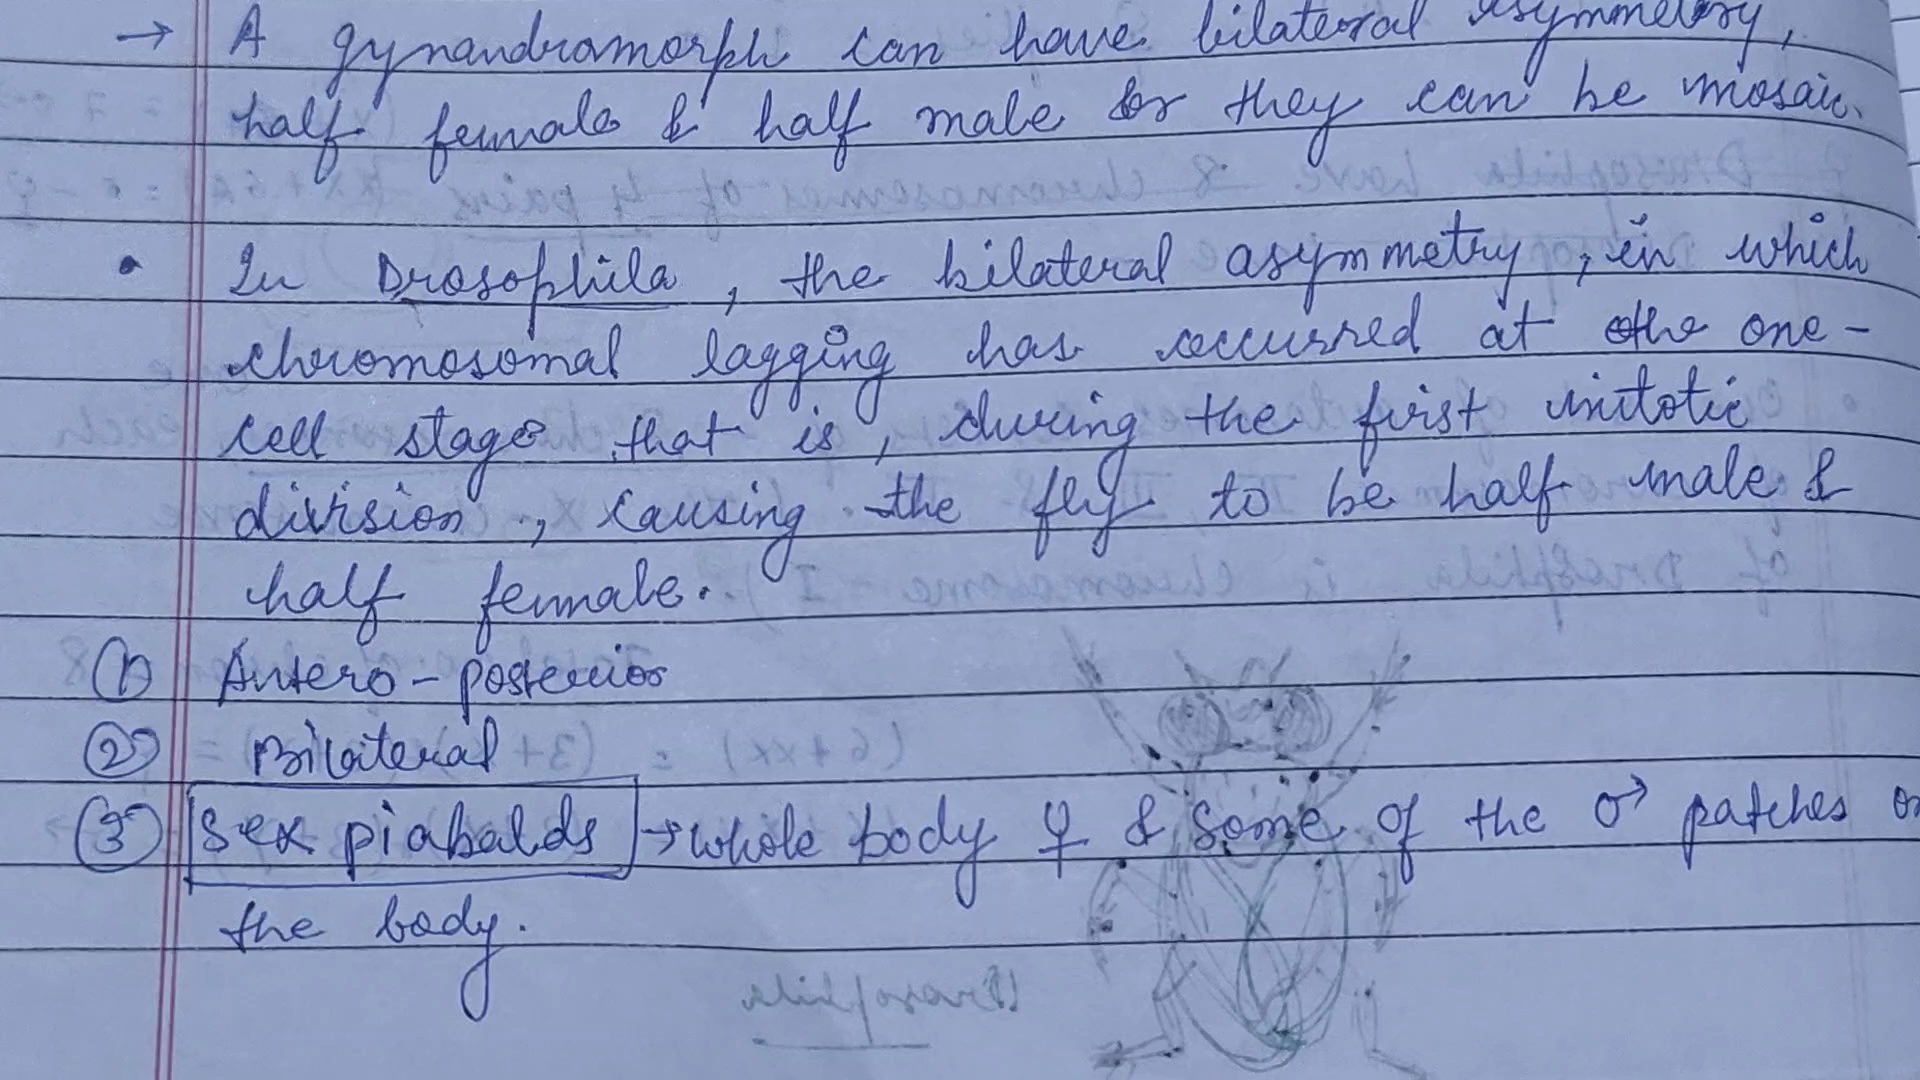 → A gynandromorph can have bilateral asymmetry,
half female & half male or they can be mosaic.
• In Drosophila, the bilateral asymmetry, in which
chromosomal lagging has occurred at the one-
cell stage that is, during the first mitotic
division, causing the fly to be half male &
half female.
① Antero-posterior
② Bilateral
③ Sex piabalds → whole body ♀ & some of the ♂ patches on
the body.
Drosophila